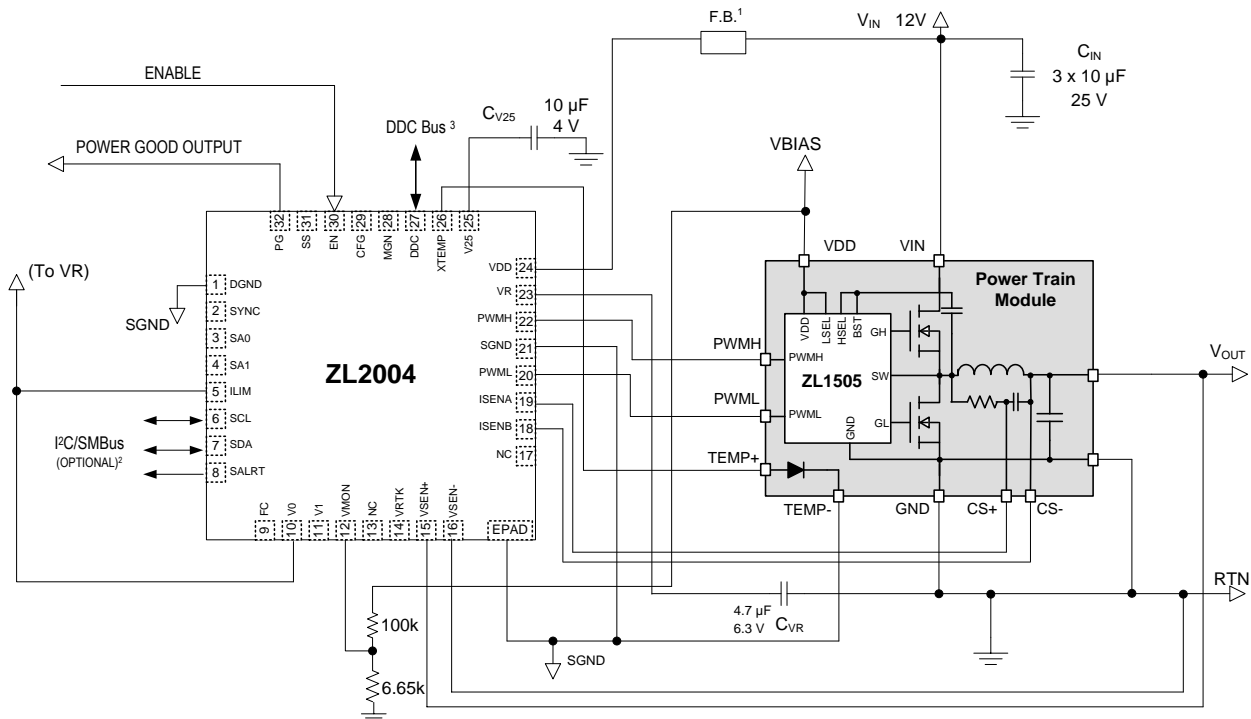 F.B.¹
V_IN 12V
C_IN
3 x 10 µF
25 V
ENABLE
C_V25
10 µF
4 V
DDC Bus ³
VBIAS
POWER GOOD OUTPUT
32 31 30 29 28 27 26 25
PG SS EN CFG MGN DDC XTEMP V25
(To VR)
ZL2004
1 DGND
SGND
2 SYNC
3 SA0
4 SA1
5 ILIM
6 SCL
7 SDA
8 SALRT
I²C/SMBus
(OPTIONAL)²
VDD 24
VR 23
PWMH 22
SGND 21
PWML 20
ISENA 19
ISENB 18
NC 17
FC V0 V1 VMON NC VRTK VSEN+ VSEN-
9 10 11 12 13 14 15 16
EPAD
VDD VIN
Power Train
Module
VDD LSEL HSEL BST
PWMH
PWMH
GH
ZL1505
SW
PWML
PWML
GND
GL
TEMP+
TEMP-
GND
CS+
CS-
V_OUT
RTN
4.7 µF
6.3 V
C_VR
100k
SGND
6.65k